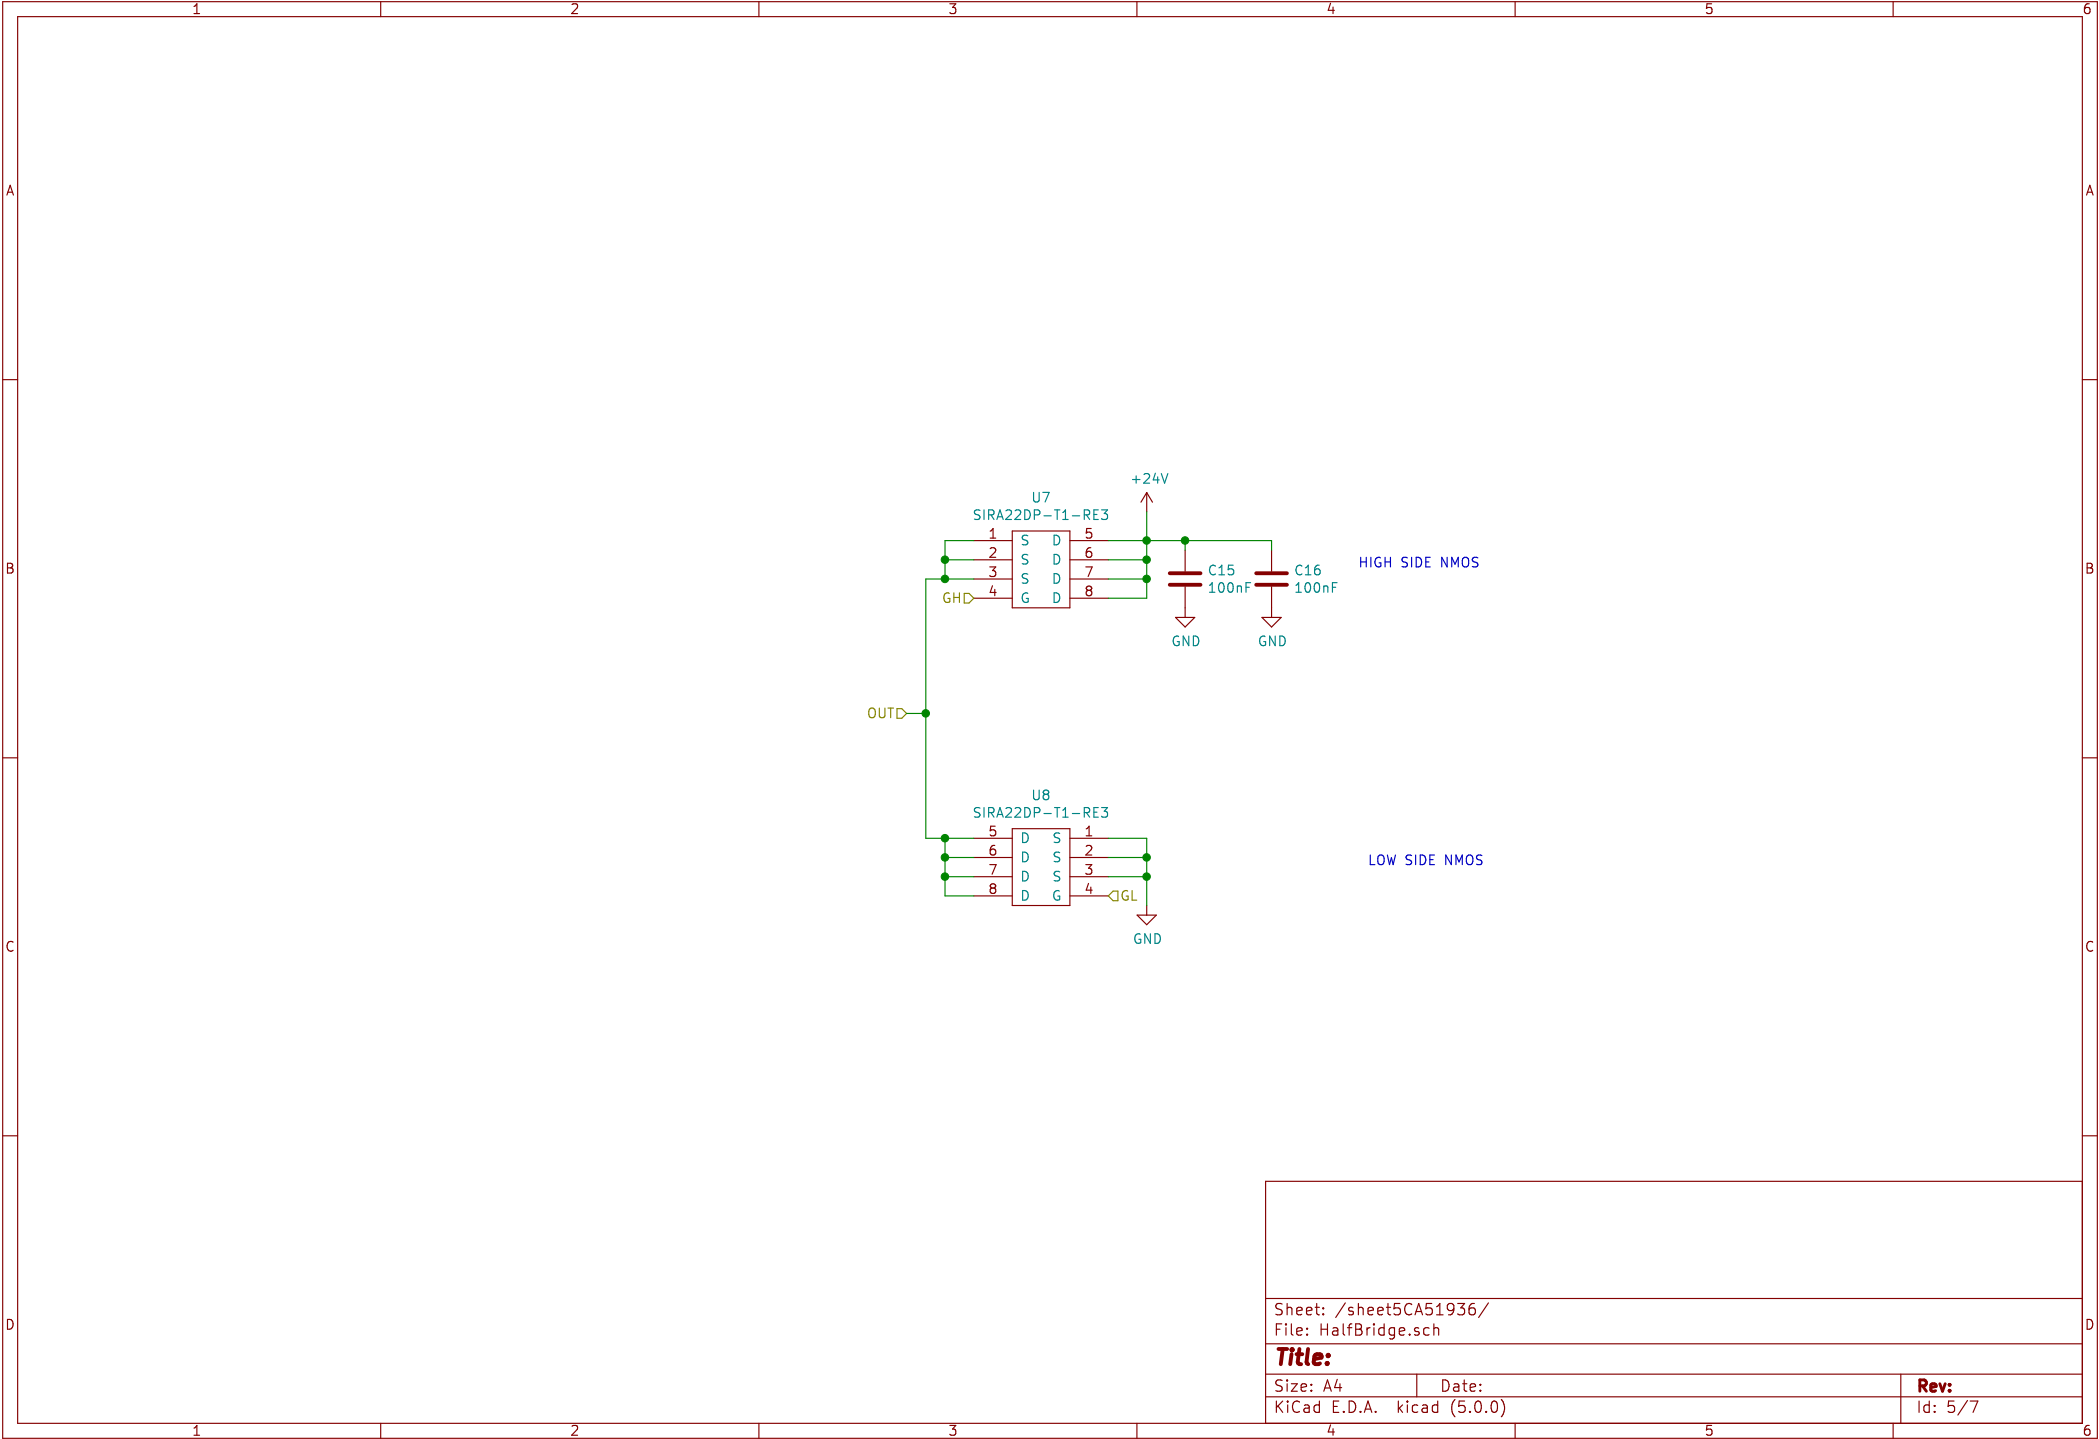 1 2 3 4 5 6
A A
+24V
U7
SIRA22DP-T1-RE3
1 S D 5
2 S D 6
3 S D 7
GH 4 G D 8
C15
100nF
C16
100nF
HIGH SIDE NMOS
B B
GND GND
OUT
U8
SIRA22DP-T1-RE3
5 D S 1
6 D S 2
7 D S 3
8 D G 4 GL
LOW SIDE NMOS
GND
C C
Sheet: /sheet5CA51936/
File: HalfBridge.sch
D D
Title:
Size: A4 Date: Rev:
KiCad E.D.A. kicad (5.0.0) Id: 5/7
1 2 3 4 5 6